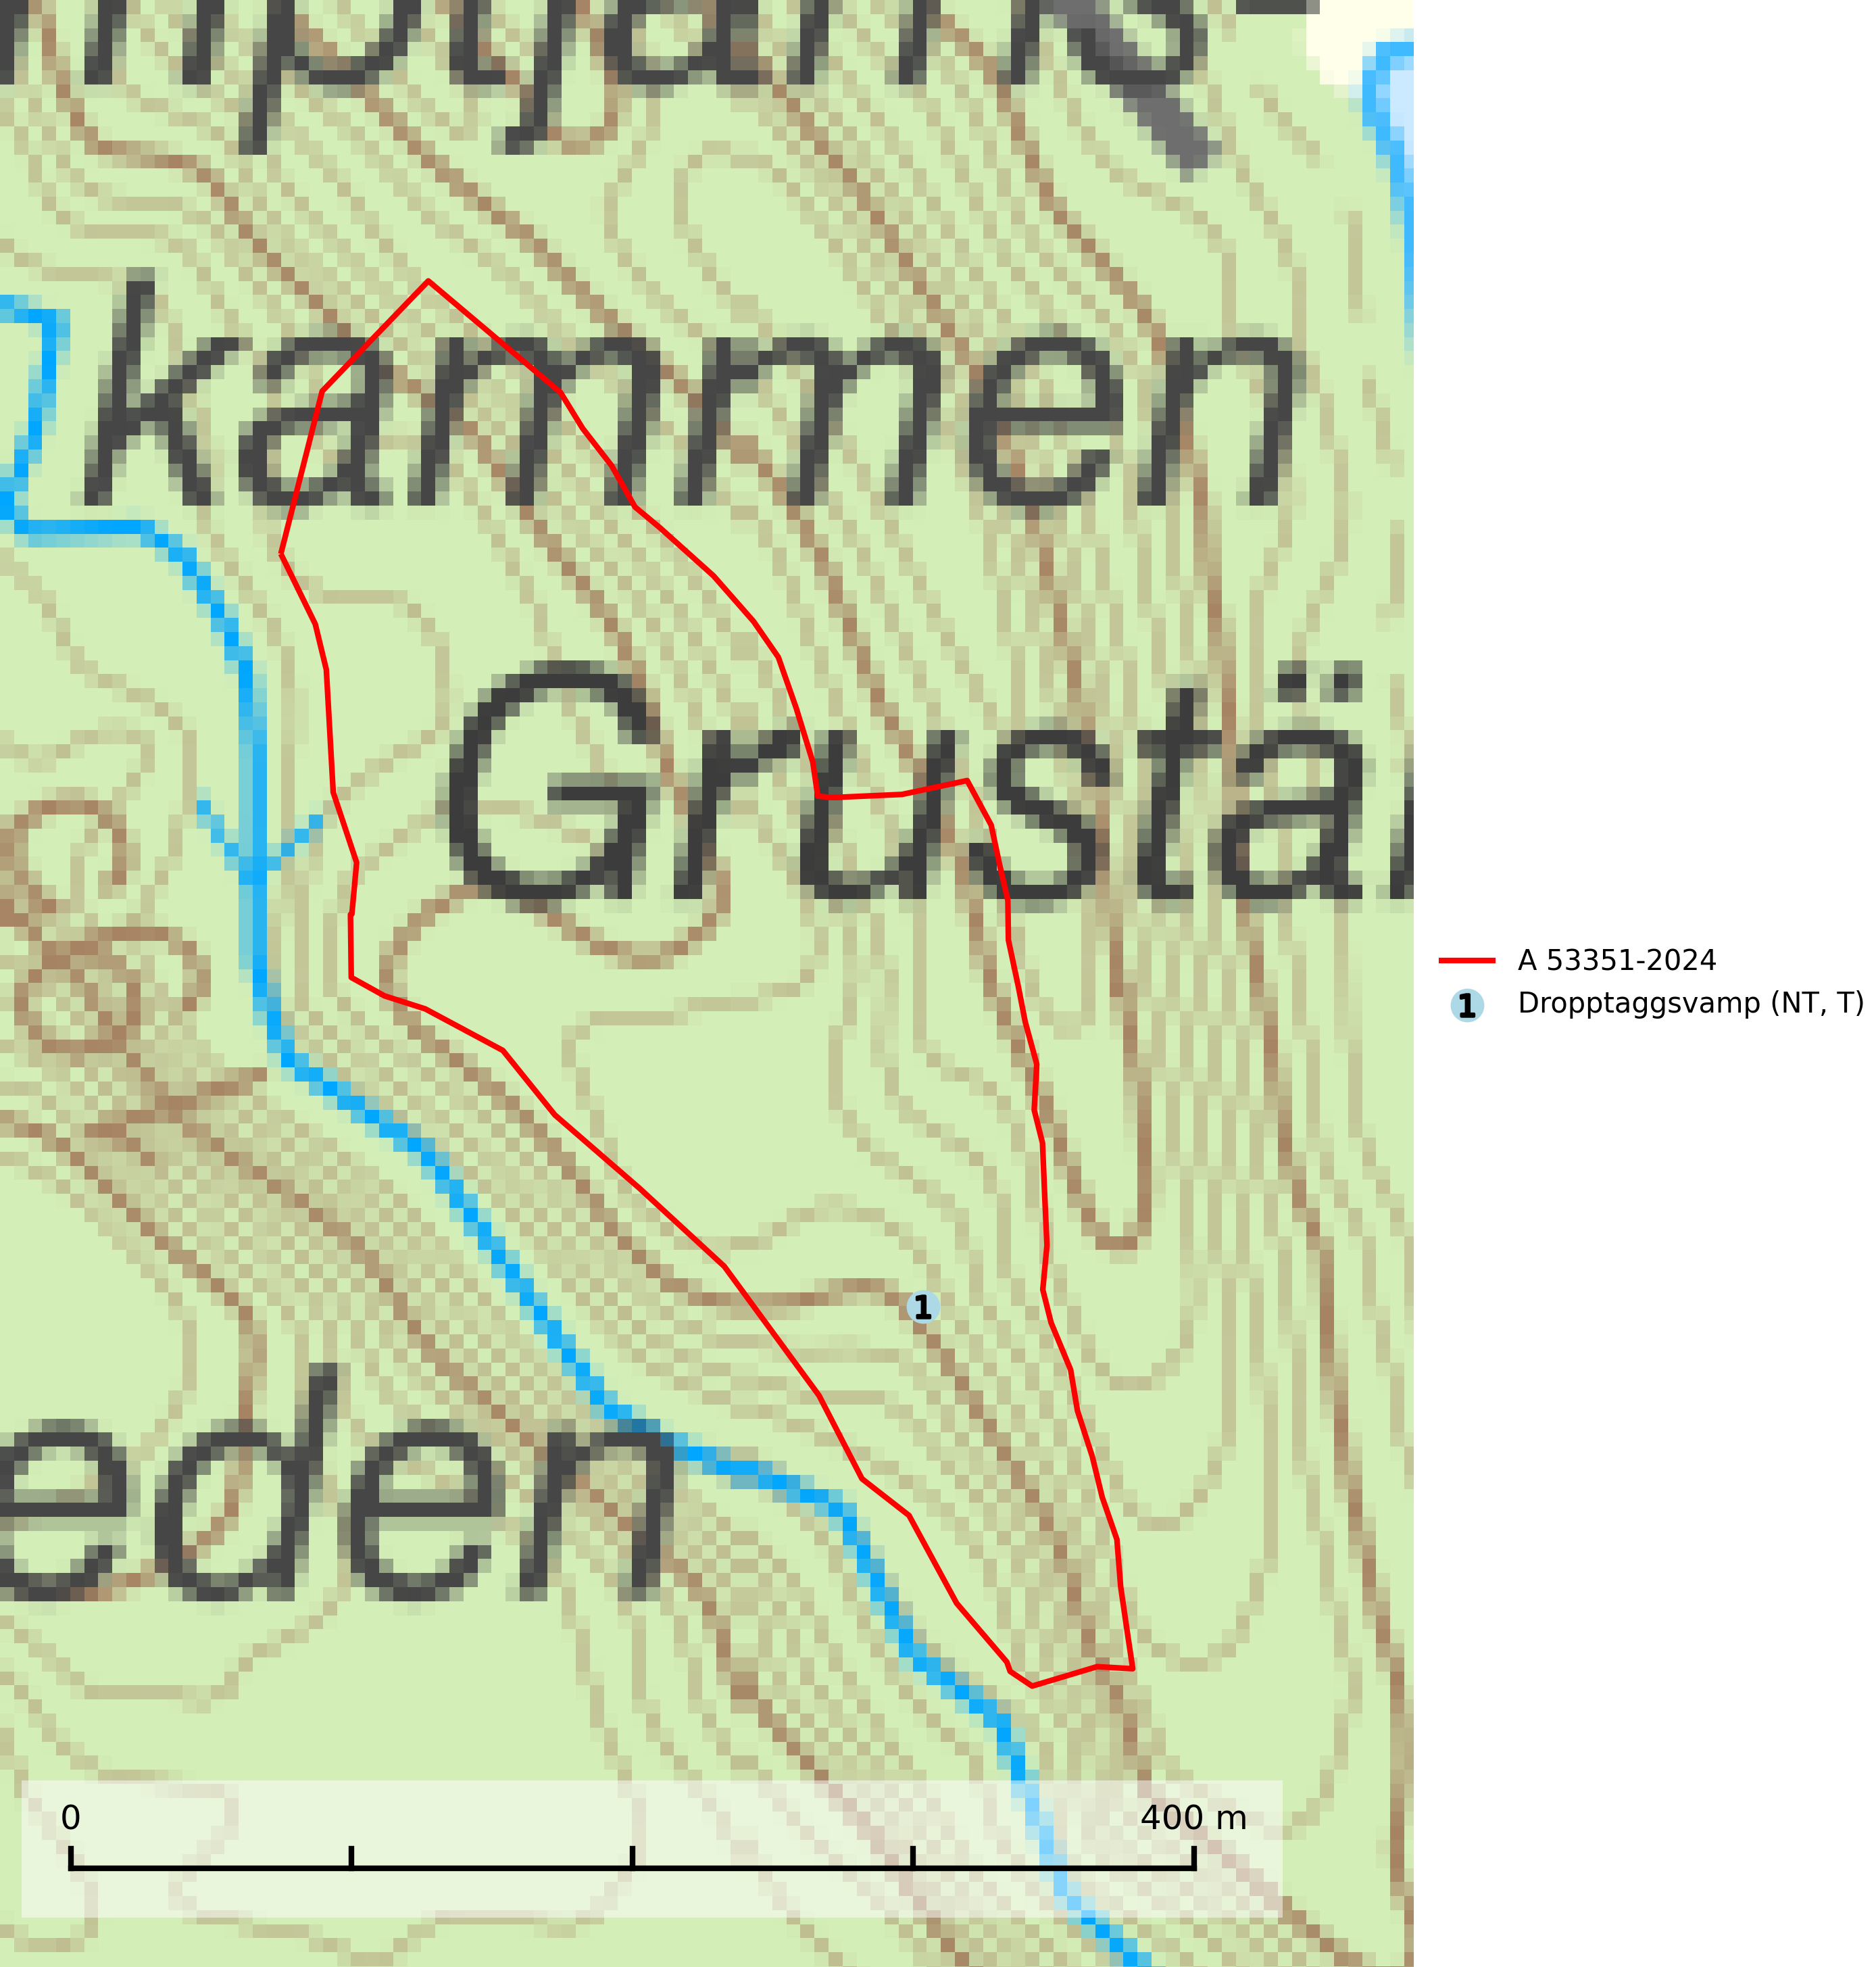 kammen
Grustä
A 53351-2024
1 Dropptaggsvamp (NT, T)
1
eden
0 400 m